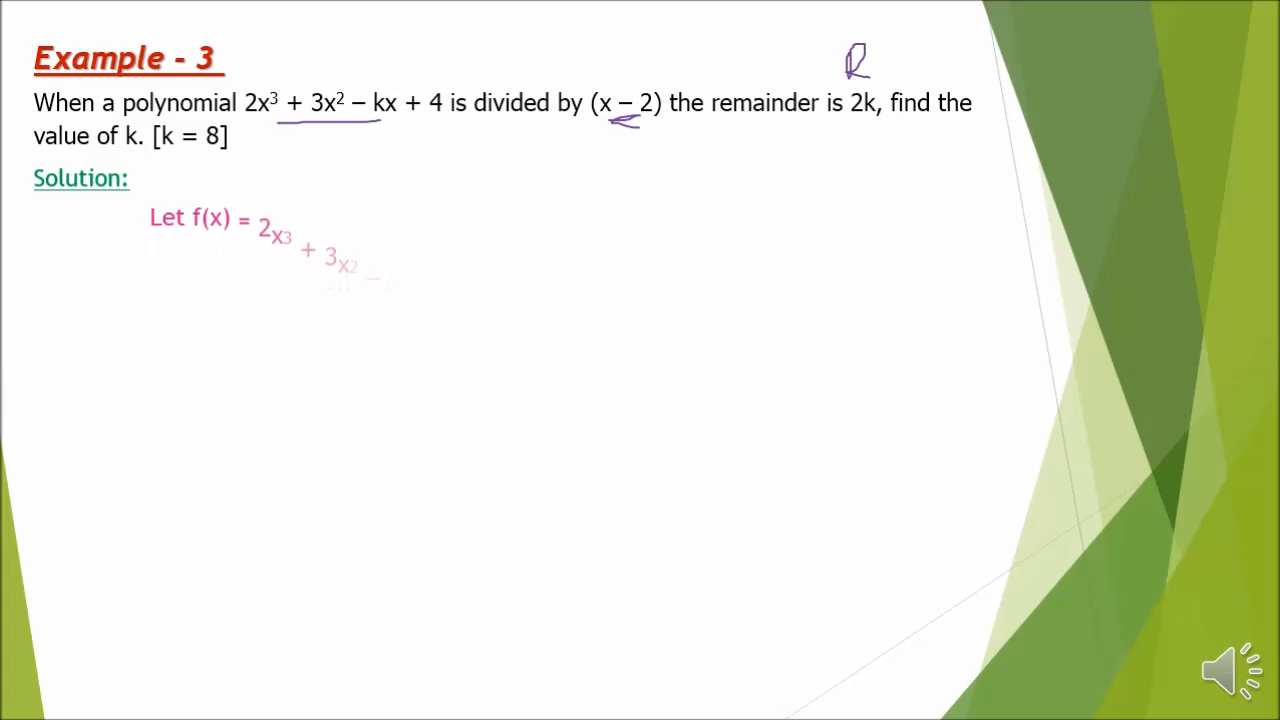 Example - 3
R
When a polynomial 2x³ + 3x² – kx + 4 is divided by (x – 2) the remainder is 2k, find the
value of k. [k = 8]
Solution:
Let f(x) = 2x³ + 3x² –